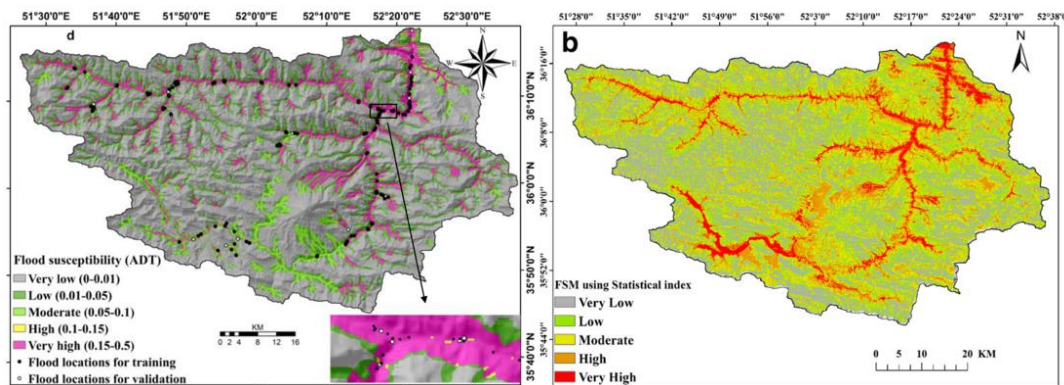 51°30'0"E
51°40'0"E
51°50'0"E
52°0'0"E
52°10'0"E
52°20'0"E
52°30'0"E
d
N
W
E
S
36°10'0"N
36°0'0"N
35°50'0"N
35°40'0"N
Flood susceptibility (ADT)
Very low (0-0.01)
Low (0.01-0.05)
Moderate (0.05-0.1)
High (0.1-0.15)
Very high (0.15-0.5)
Flood locations for training
Flood locations for validation
KM
0 2 4 8 12 16
51°28'0"E
51°35'0"E
51°42'0"E
51°49'0"E
51°56'0"E
52°3'0"E
52°10'0"E
52°17'0"E
52°24'0"E
52°31'0"E
52°38'0"E
b
N
36°16'0"N
36°8'0"N
36°0'0"N
35°52'0"N
35°44'0"N
FSM using Statistical index
Very Low
Low
Moderate
High
Very High
0 5 10 20 KM